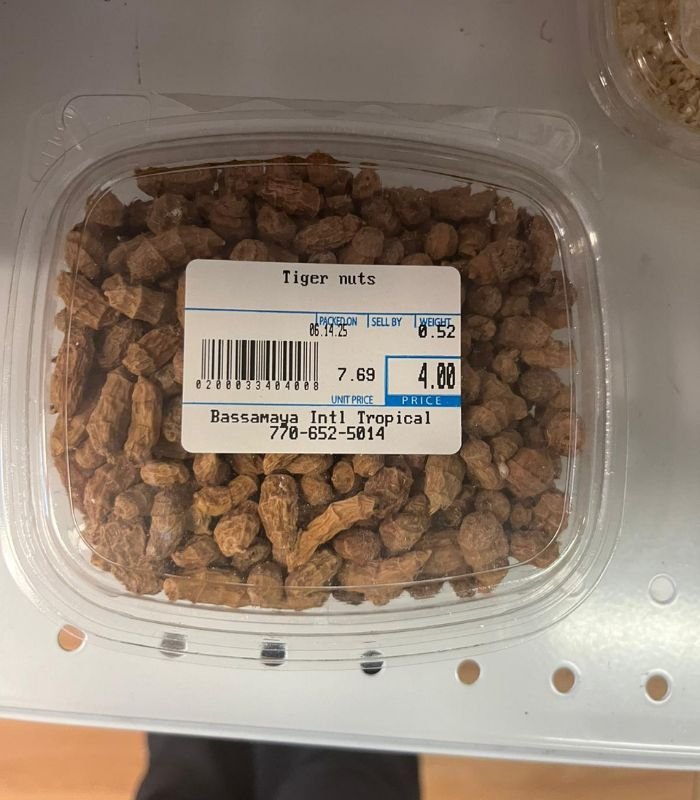 Tiger nuts
PACKED ON SELL BY WEIGHT
06.14.25 0.52
7.69 4.00
0200033404008
UNIT PRICE PRICE
Bassamaya Intl Tropical
770-652-5014